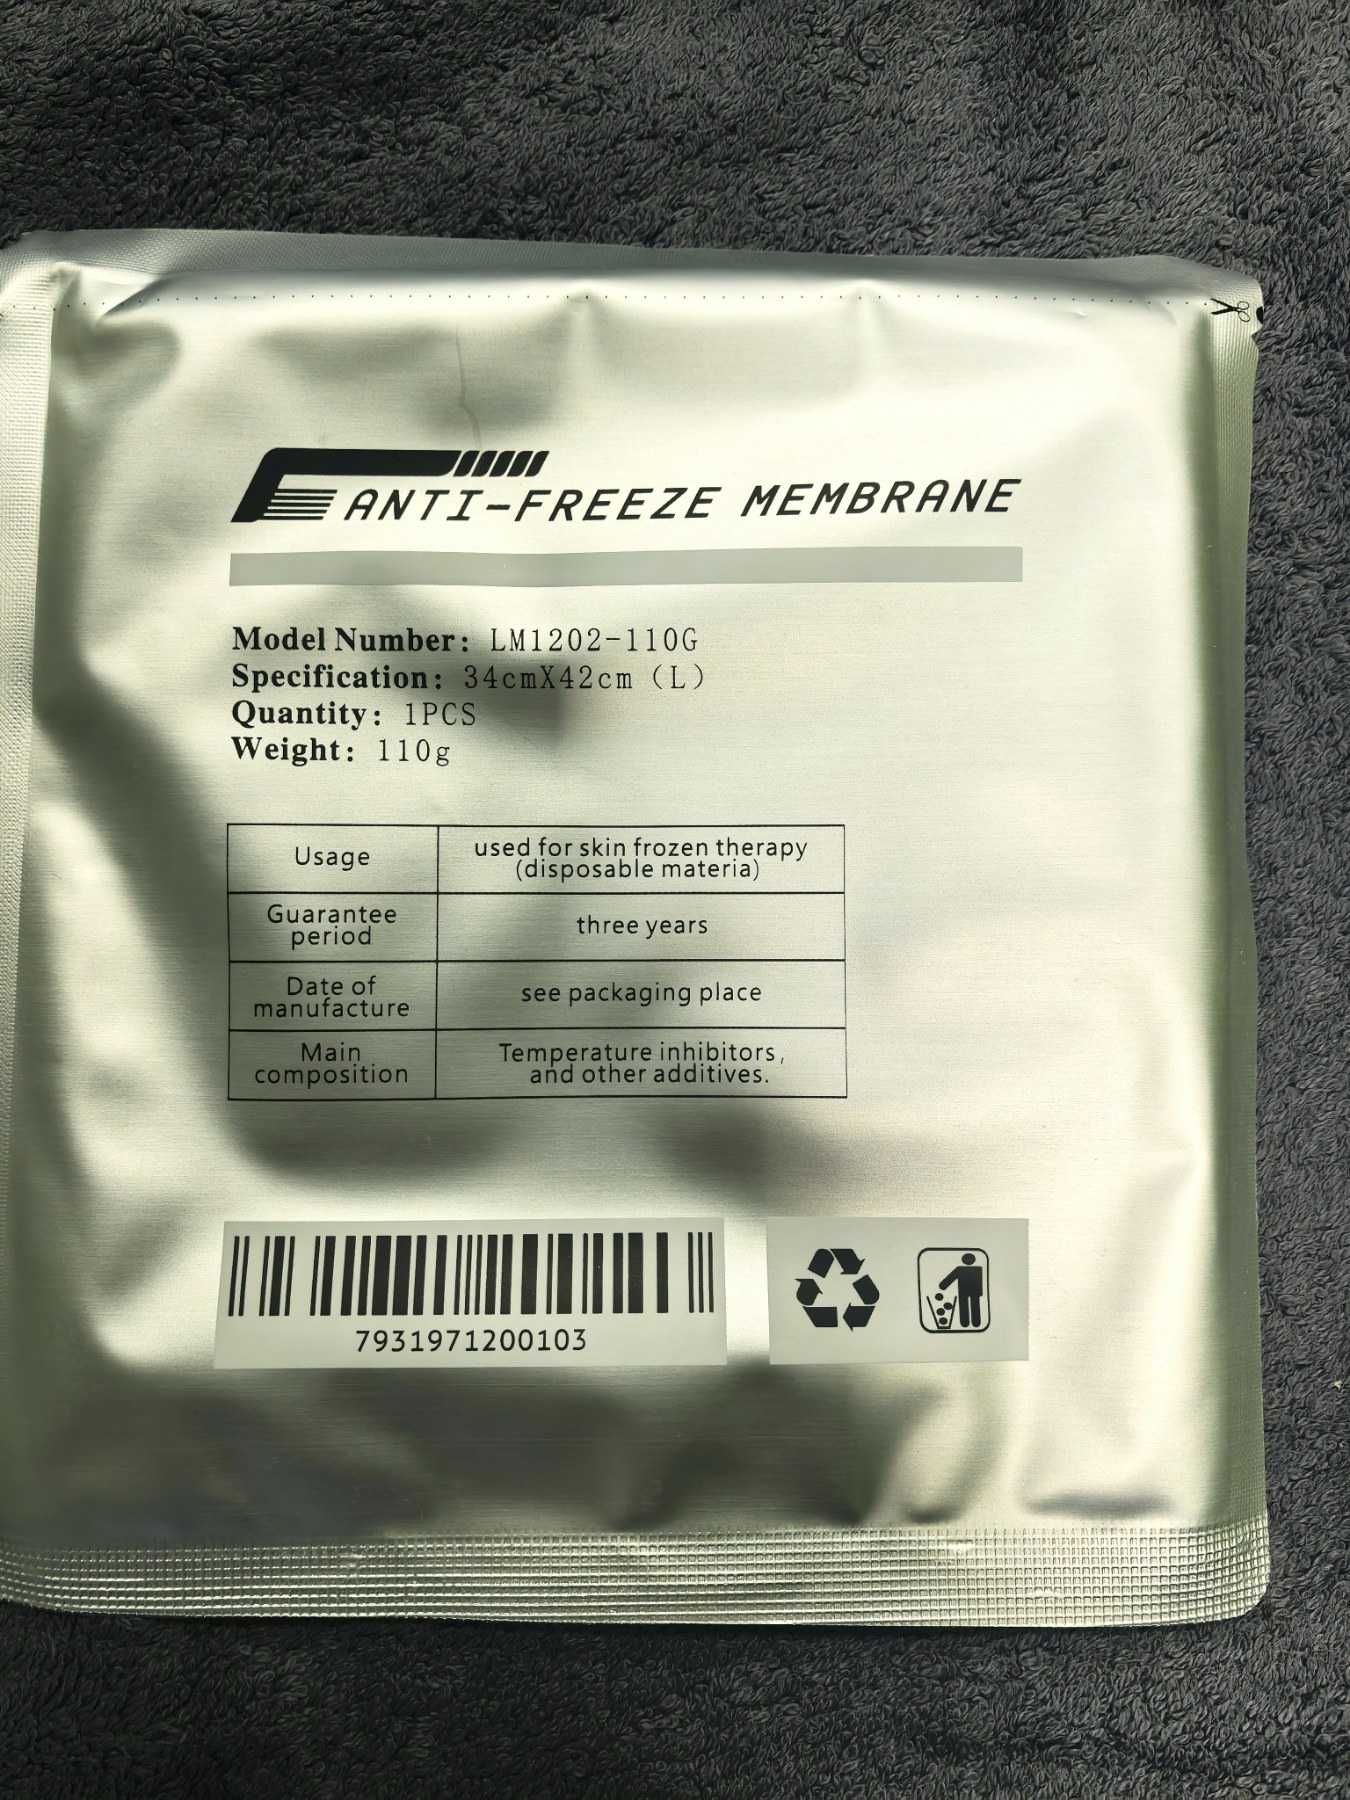 ANTI-FREEZE MEMBRANE
Model Number: LM1202-110G
Specification: 34cmX42cm (L)
Quantity: 1PCS
Weight: 110g
Usage
used for skin frozen therapy
(disposable materia)
Guarantee
period
three years
Date of
manufacture
see packaging place
Main
composition
Temperature inhibitors,
and other additives.
7931971200103